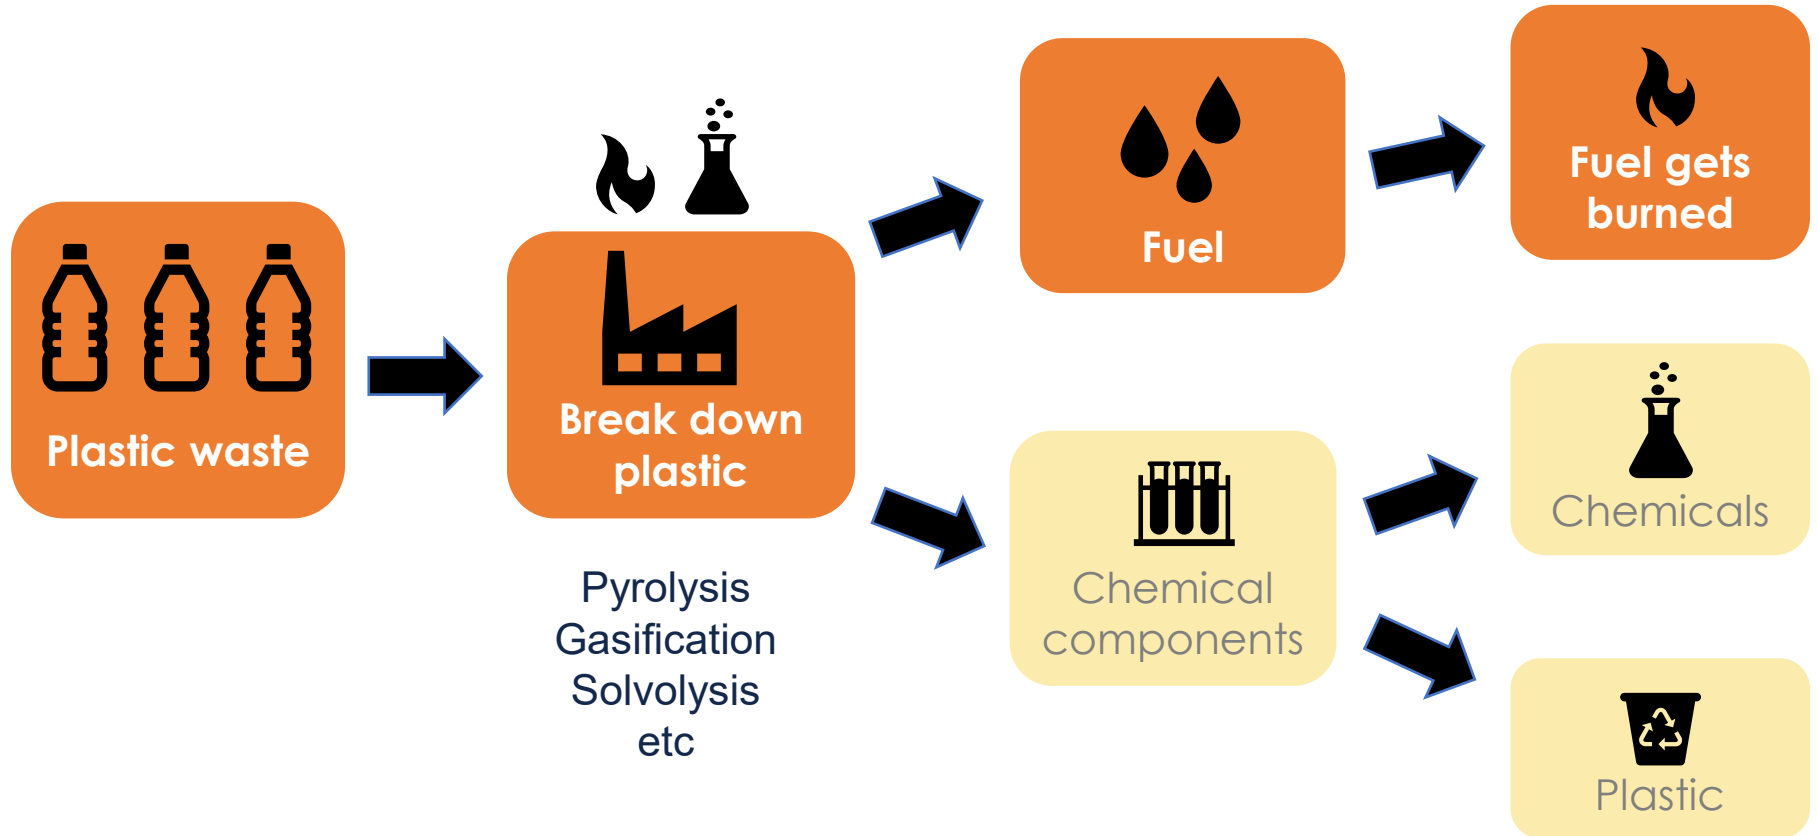 Plastic waste
Break down
plastic
Pyrolysis
Gasification
Solvolysis
etc
Fuel
Fuel gets
burned
Chemical
components
Chemicals
Plastic